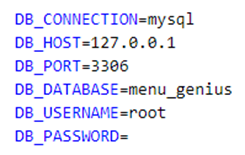 DB_CONNECTION=mysql
DB_HOST=127.0.0.1
DB_PORT=3306
DB_DATABASE=menu_genius
DB_USERNAME=root
DB_PASSWORD=